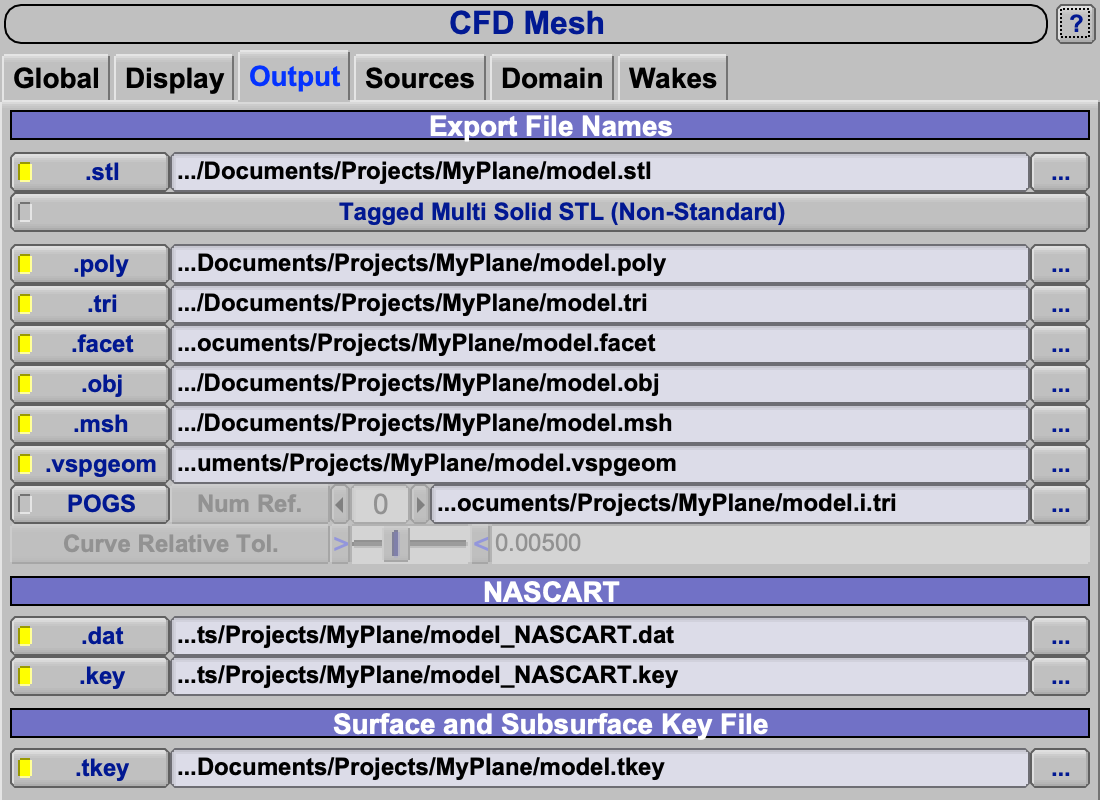 CFD Mesh ?
Global Display Output Sources Domain Wakes
Export File Names
.stl .../Documents/Projects/MyPlane/model.stl ...
Tagged Multi Solid STL (Non-Standard)
.poly ...Documents/Projects/MyPlane/model.poly ...
.tri .../Documents/Projects/MyPlane/model.tri ...
.facet ...ocuments/Projects/MyPlane/model.facet ...
.obj .../Documents/Projects/MyPlane/model.obj ...
.msh .../Documents/Projects/MyPlane/model.msh ...
.vspgeom ...uments/Projects/MyPlane/model.vspgeom ...
POGS Num Ref. 0 ...ocuments/Projects/MyPlane/model.i.tri ...
Curve Relative Tol. > < 0.00500
NASCART
.dat ...ts/Projects/MyPlane/model_NASCART.dat ...
.key ...ts/Projects/MyPlane/model_NASCART.key ...
Surface and Subsurface Key File
.tkey ...Documents/Projects/MyPlane/model.tkey ...